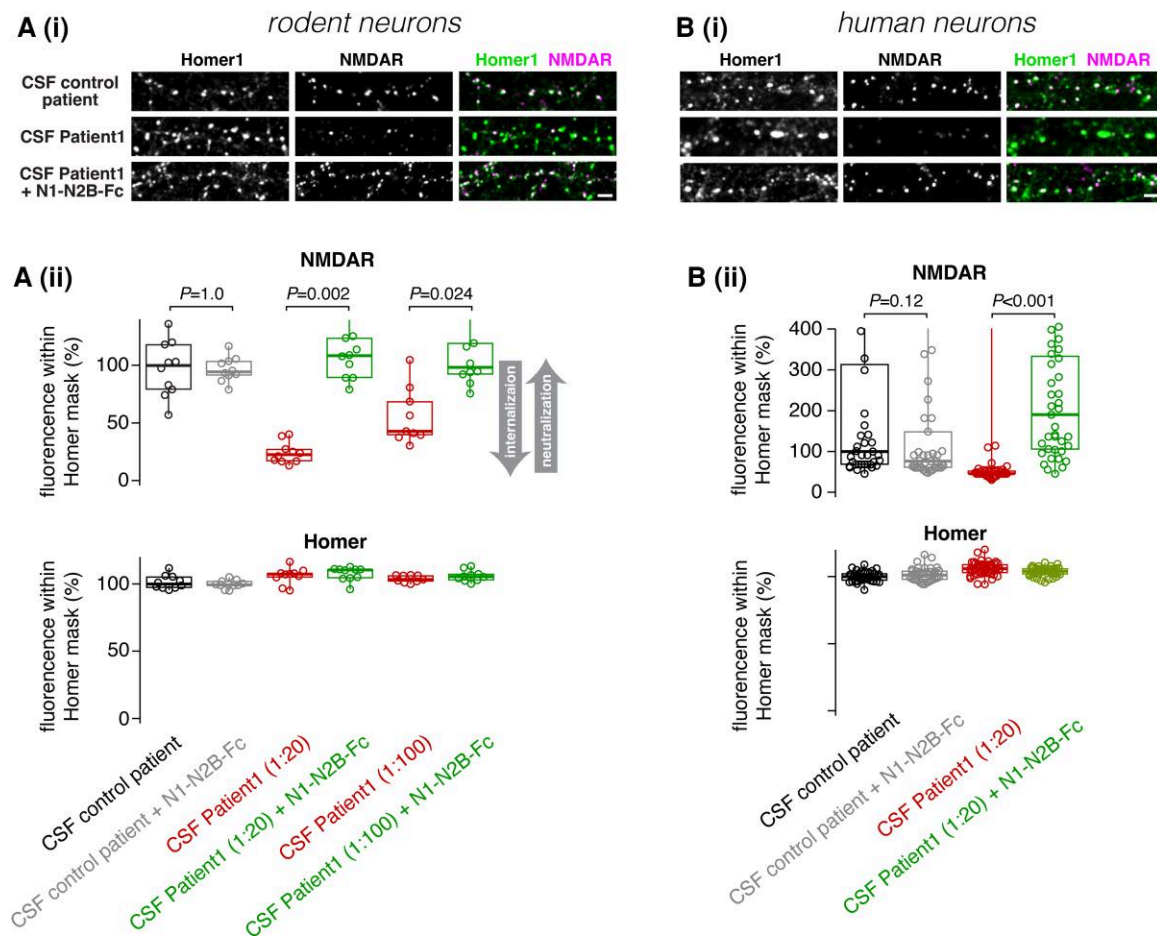 A (i)
rodent neurons
Homer1
NMDAR
Homer1 NMDAR
CSF control
patient
CSF Patient1
CSF Patient1
+ N1-N2B-Fc
B (i)
human neurons
Homer1
NMDAR
Homer1 NMDAR
A (ii)
NMDAR
P=1.0
P=0.002
P=0.024
fluorescence within
Homer mask (%)
100
50
0
internalizaion
neutralization
Homer
fluorescence within
Homer mask (%)
100
50
0
CSF control patient
CSF control patient + N1-N2B-Fc
CSF Patient1 (1:20)
CSF Patient1 (1:20) + N1-N2B-Fc
CSF Patient1 (1:100)
CSF Patient1 (1:100) + N1-N2B-Fc
B (ii)
NMDAR
P=0.12
P<0.001
fluorescence within
Homer mask (%)
400
300
200
100
0
Homer
fluorescence within
Homer mask (%)
CSF control patient
CSF control patient + N1-N2B-Fc
CSF Patient1 (1:20)
CSF Patient1 (1:20) + N1-N2B-Fc